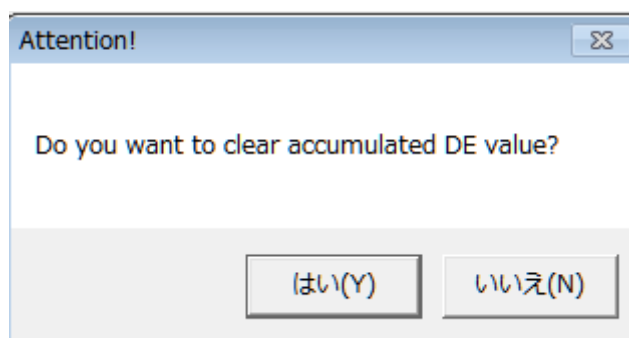 Attention!
Do you want to clear accumulated DE value?
はい(Y) いいえ(N)